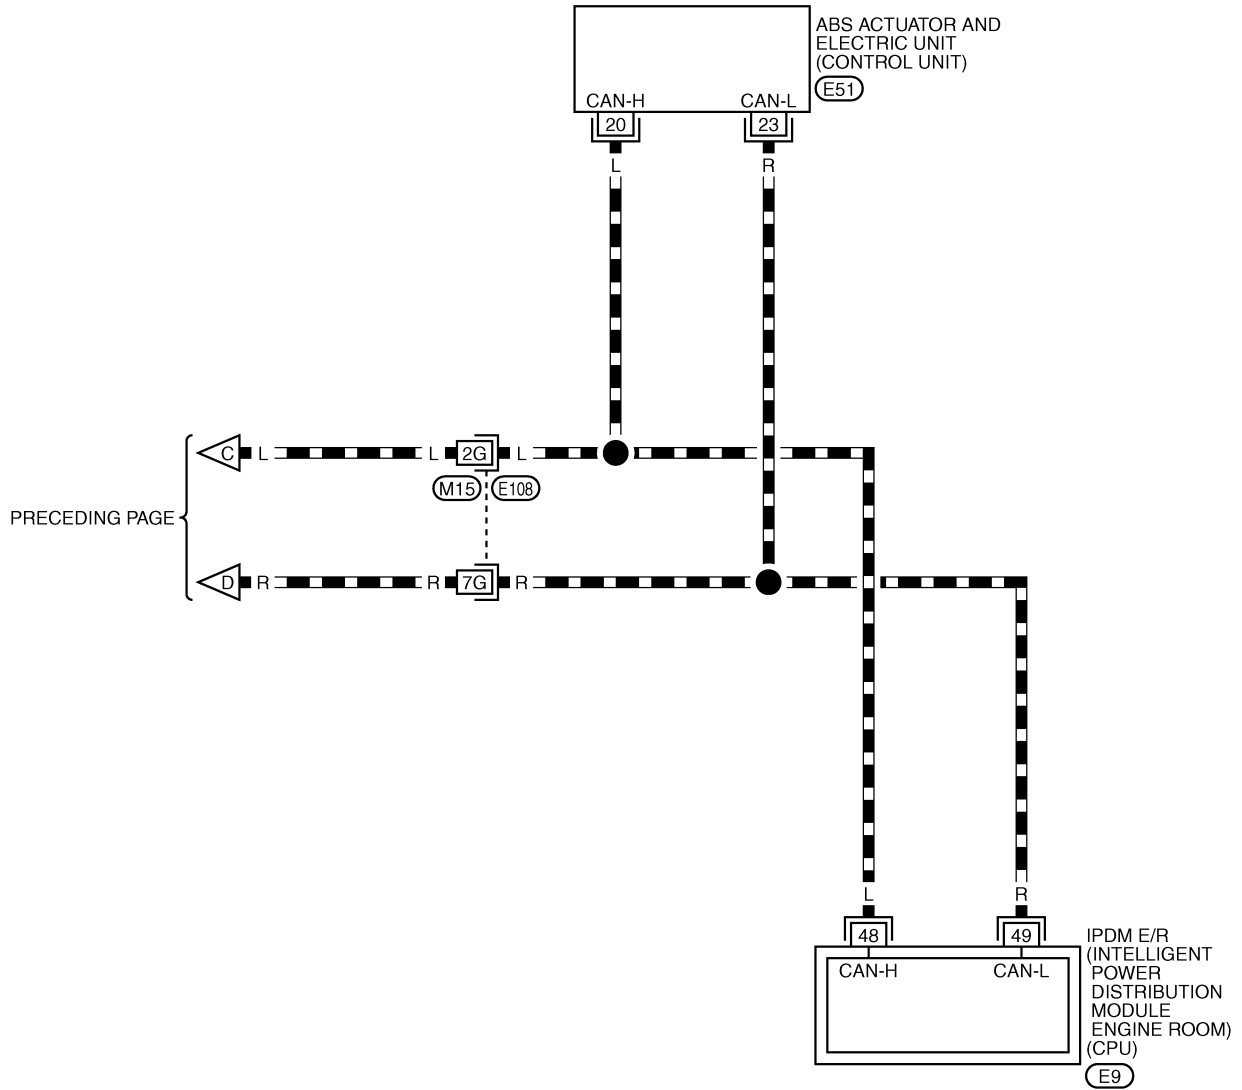 ABS ACTUATOR AND
ELECTRIC UNIT
(CONTROL UNIT)
E51
CAN-H CAN-L
20 23
L R
C L L 2G L
M15 E108
PRECEDING PAGE
D R R 7G R
L R
48 49
CAN-H CAN-L
IPDM E/R
(INTELLIGENT
POWER
DISTRIBUTION
MODULE
ENGINE ROOM)
(CPU)
E9